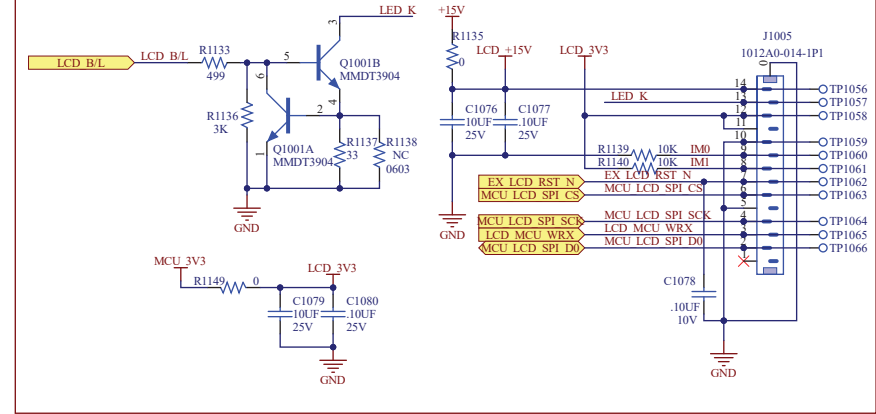 LED_K
+15V
R1135
0
LCD_+15V
LCD_3V3
J1005
1012A0-014-1P1
0
3
LCD_B/L
LCD_B/L
R1133
499
5
Q1001B
MMDT3904
6
4
2
R1136
3K
1
Q1001A
MMDT3904
R1137
33
R1138
NC
0603
GND
C1076
10UF
25V
C1077
.10UF
25V
LED_K
14
13
12
11
10
9
8
6
5
4
3
2
1
TP1056
TP1057
TP1058
TP1059
TP1060
TP1061
TP1062
TP1063
TP1064
TP1065
TP1066
R1139
10K
IM0
R1140
10K
IM1
EX_LCD_RST_N
EX_LCD_RST_N
MCU_LCD_SPI_CS
MCU_LCD_SPI_CS
MCU_LCD_SPI_SCK
MCU_LCD_SPI_SCK
LCD_MCU_WRX
LCD_MCU_WRX
MCU_LCD_SPI_D0
MCU_LCD_SPI_D0
GND
MCU_3V3
R1149
0
LCD_3V3
C1079
10UF
25V
C1080
.10UF
25V
GND
C1078
.10UF
10V
GND